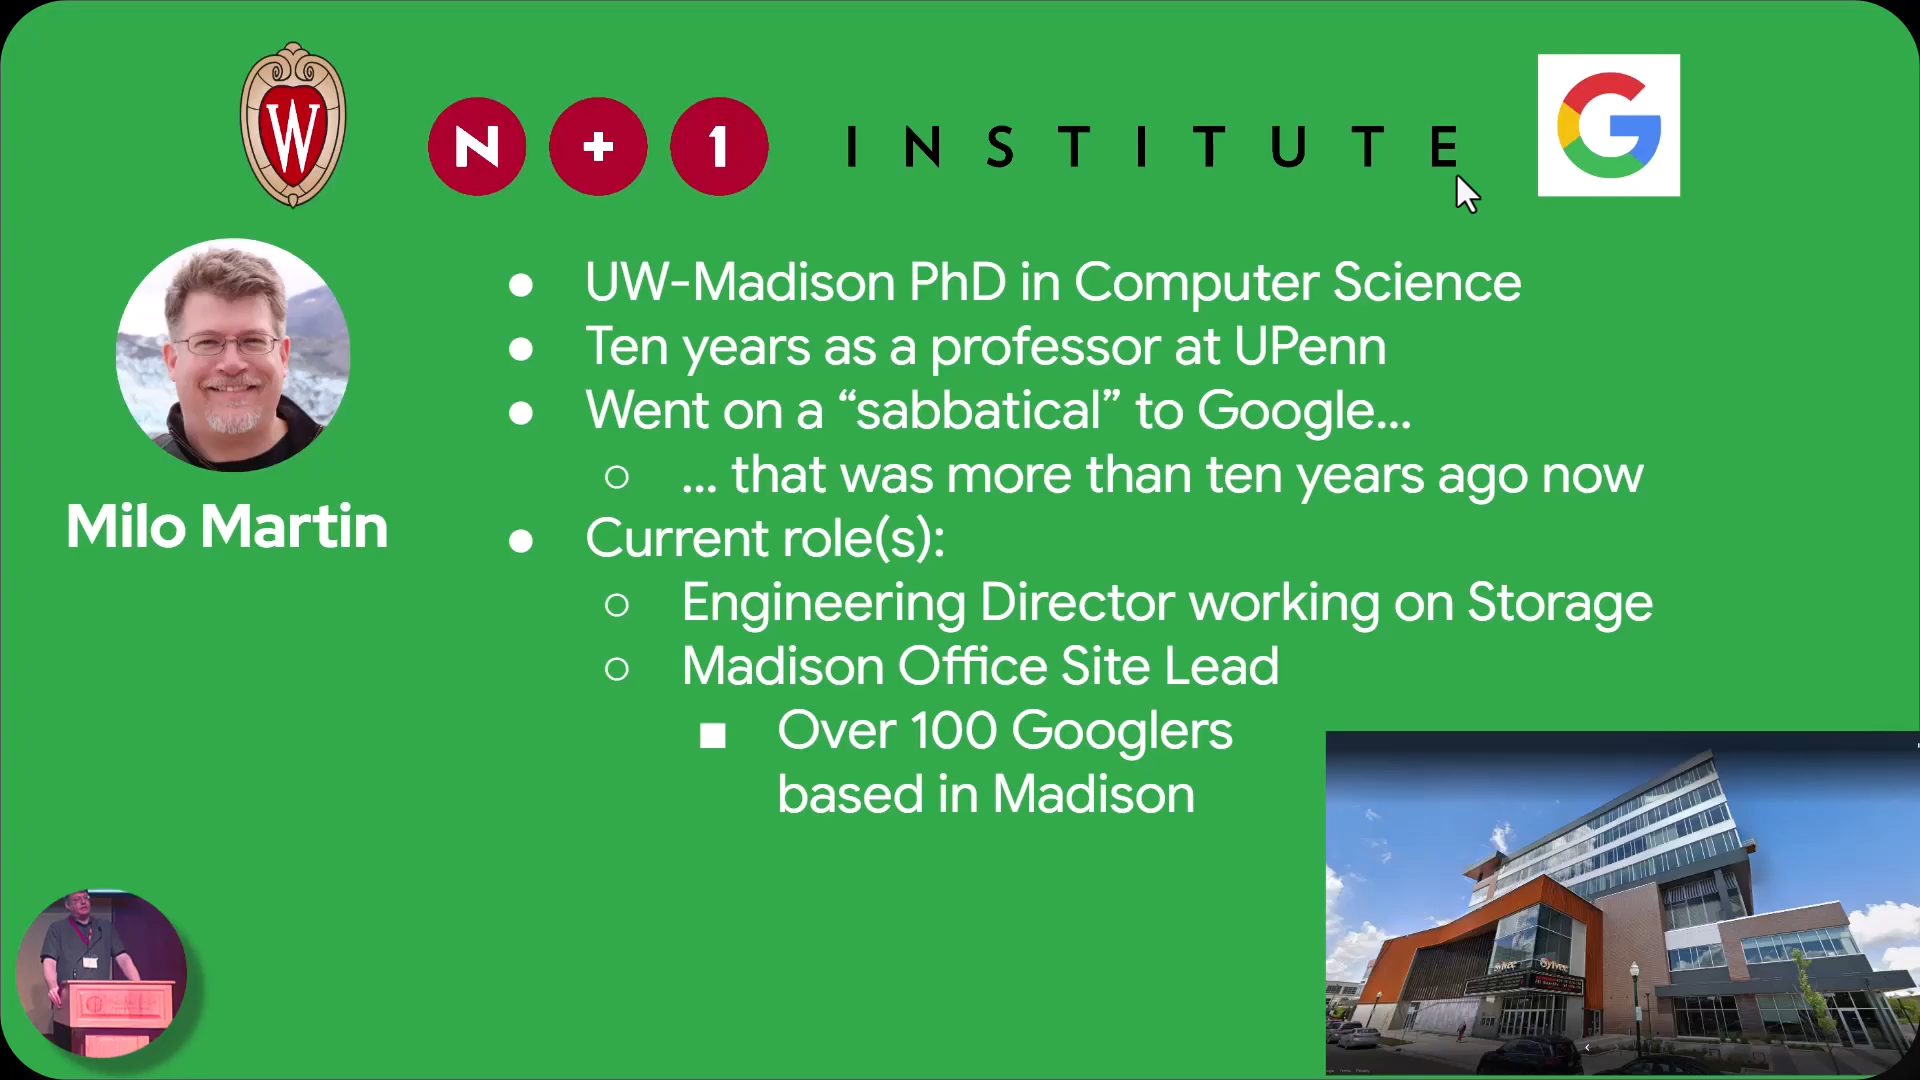 W
N + 1 INSTITUTE
G
● UW-Madison PhD in Computer Science
● Ten years as a professor at UPenn
● Went on a “sabbatical” to Google...
○ ... that was more than ten years ago now
Milo Martin
● Current role(s):
○ Engineering Director working on Storage
○ Madison Office Site Lead
■ Over 100 Googlers
based in Madison
Sylvee
Sylvee